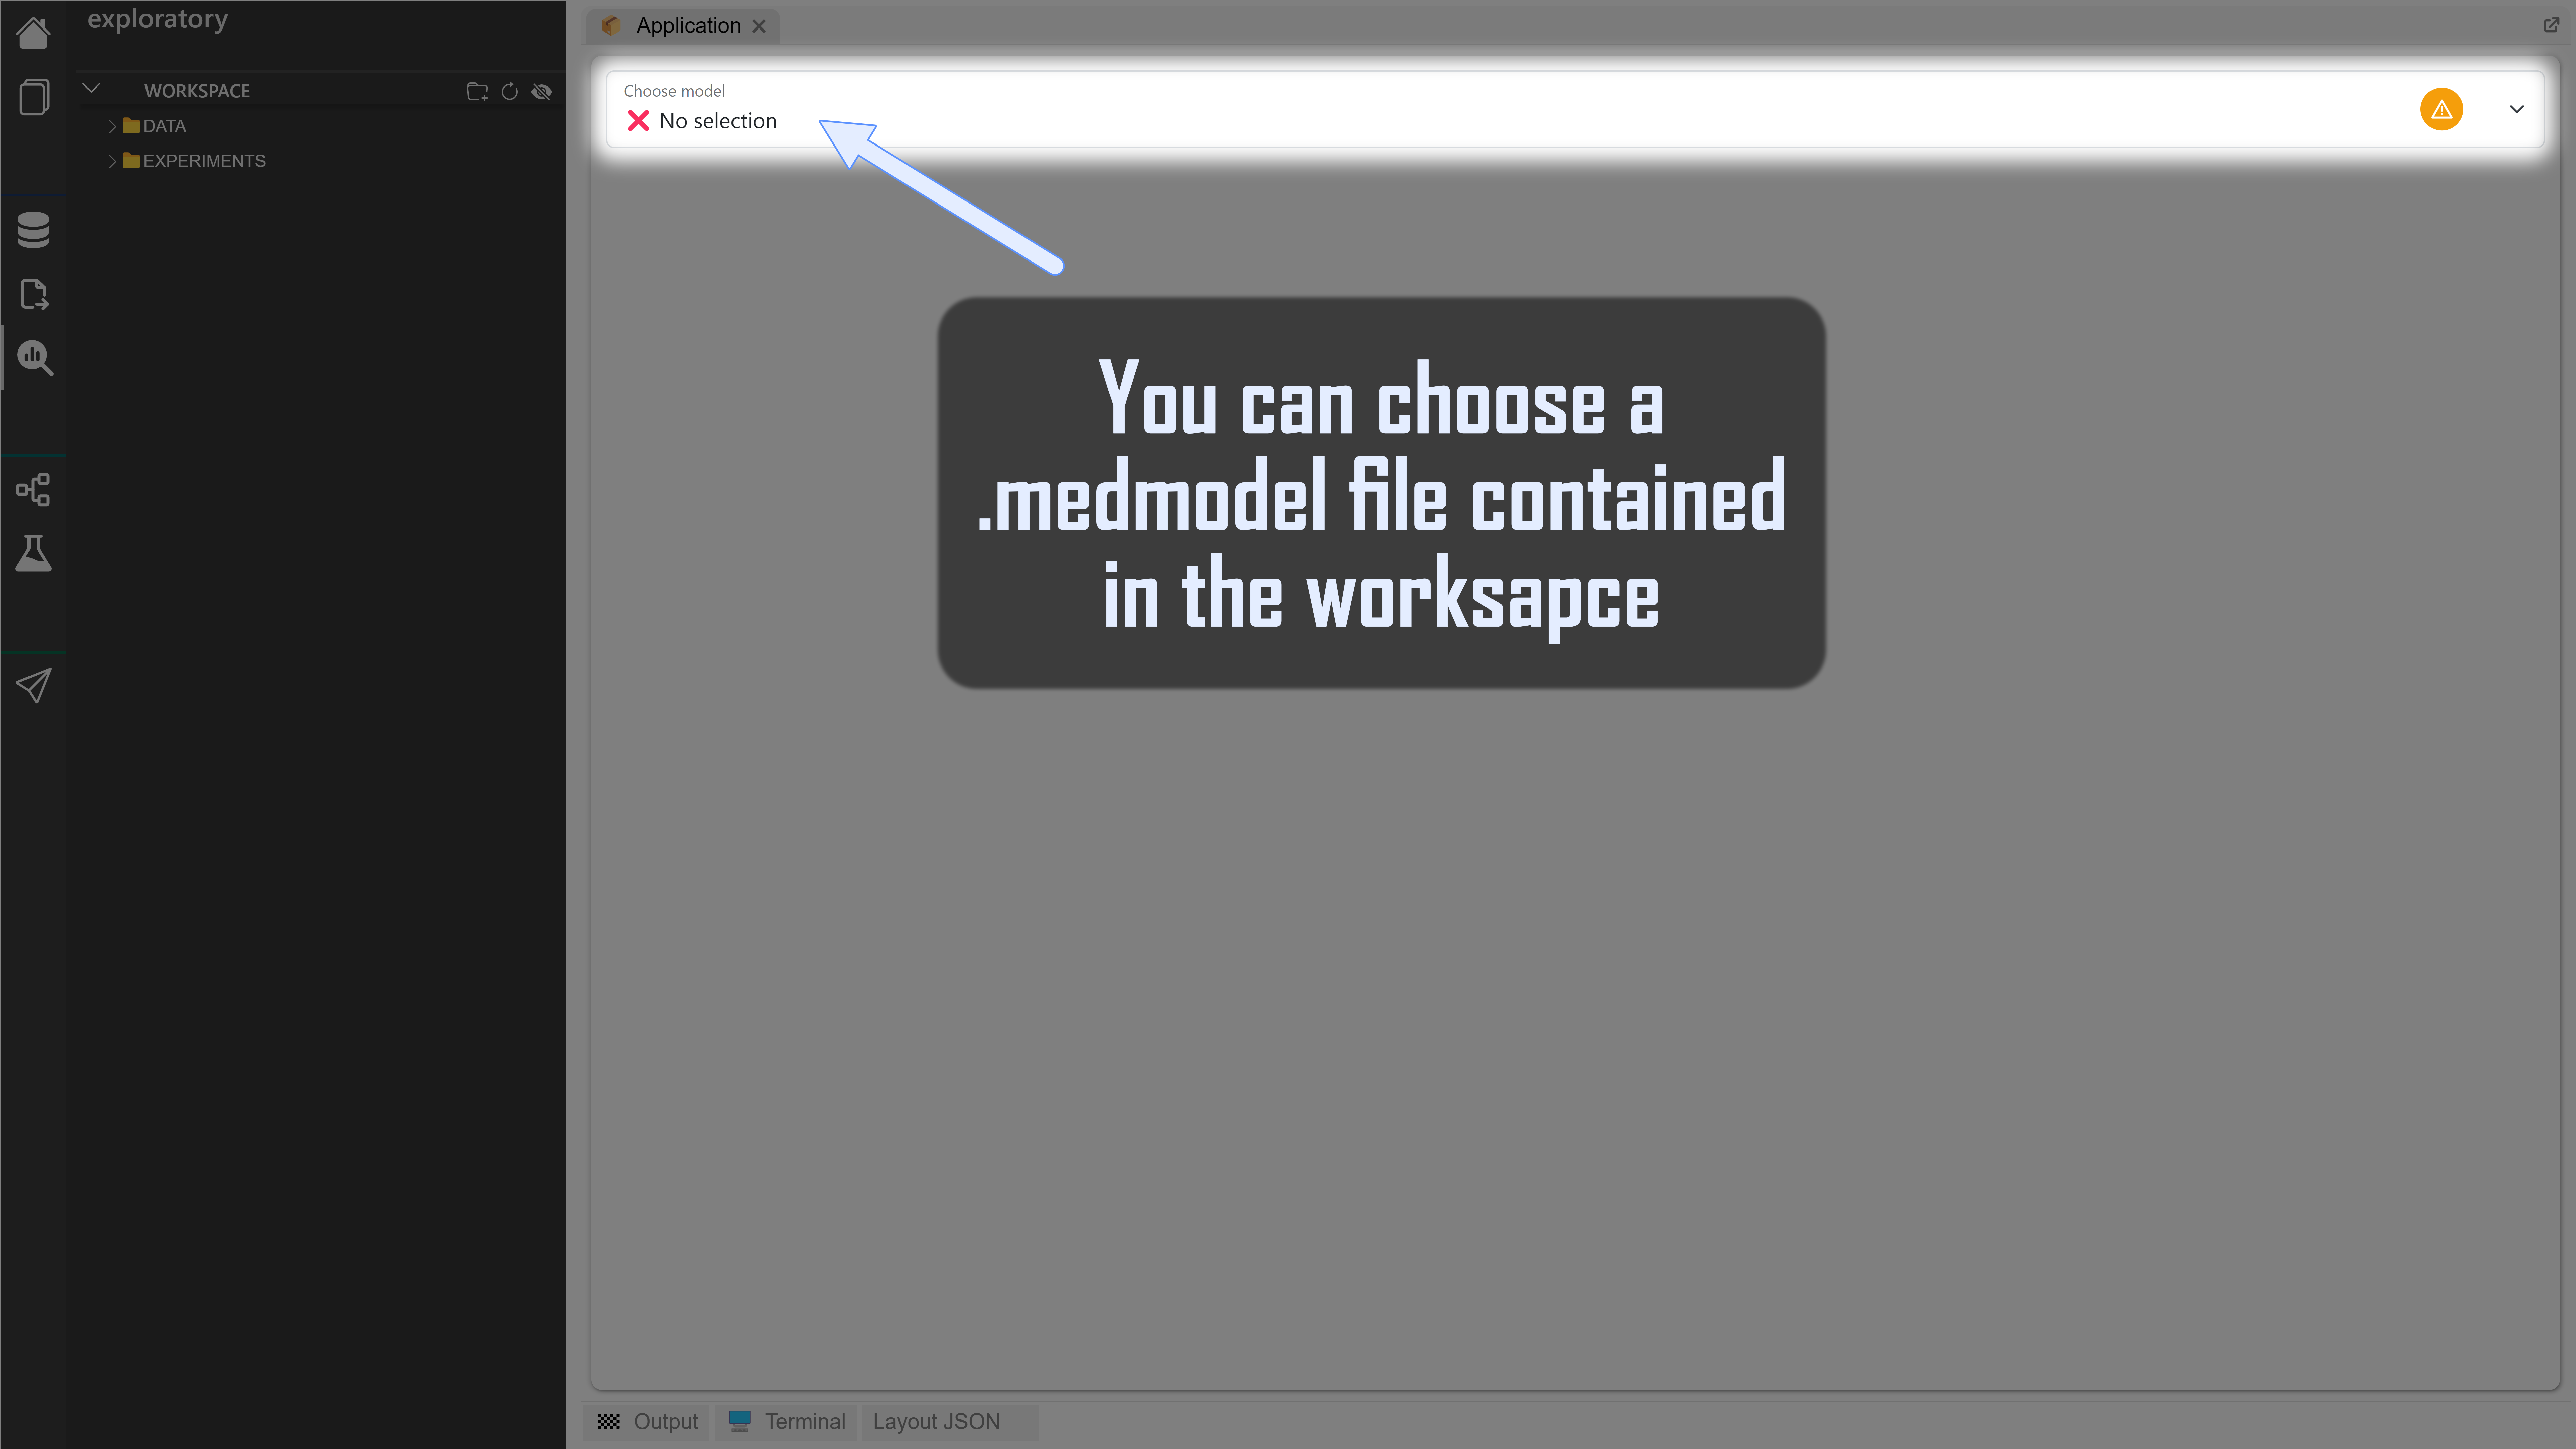 exploratory
WORKSPACE
DATA
EXPERIMENTS
Application
Choose model
No selection
You can choose a
.medmodel file contained
in the worksapce
Output
Terminal
Layout JSON